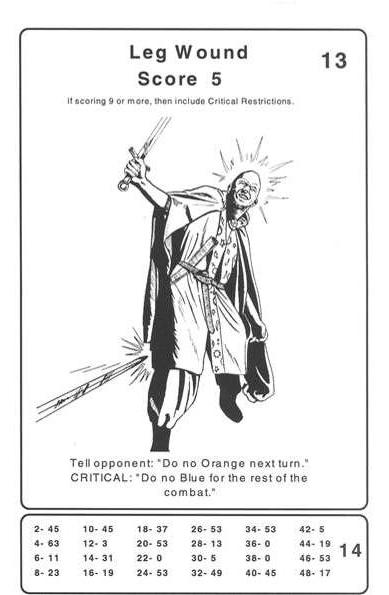 Leg Wound
13
Score 5
if scoring 9 or more, then include Critical Restrictions.
Tell opponent: "Do no Orange next turn."
CRITICAL: "Do no Blue for the rest of the
combat."
2- 45 10- 45 18- 37 26- 53 34- 53 42- 5
4- 63 12- 3 20- 53 28- 13 36- 0 44- 19
6- 11 14- 31 22- 0 30- 5 38- 0 46- 53
8- 23 16- 19 24- 53 32- 49 40- 45 48- 17
14